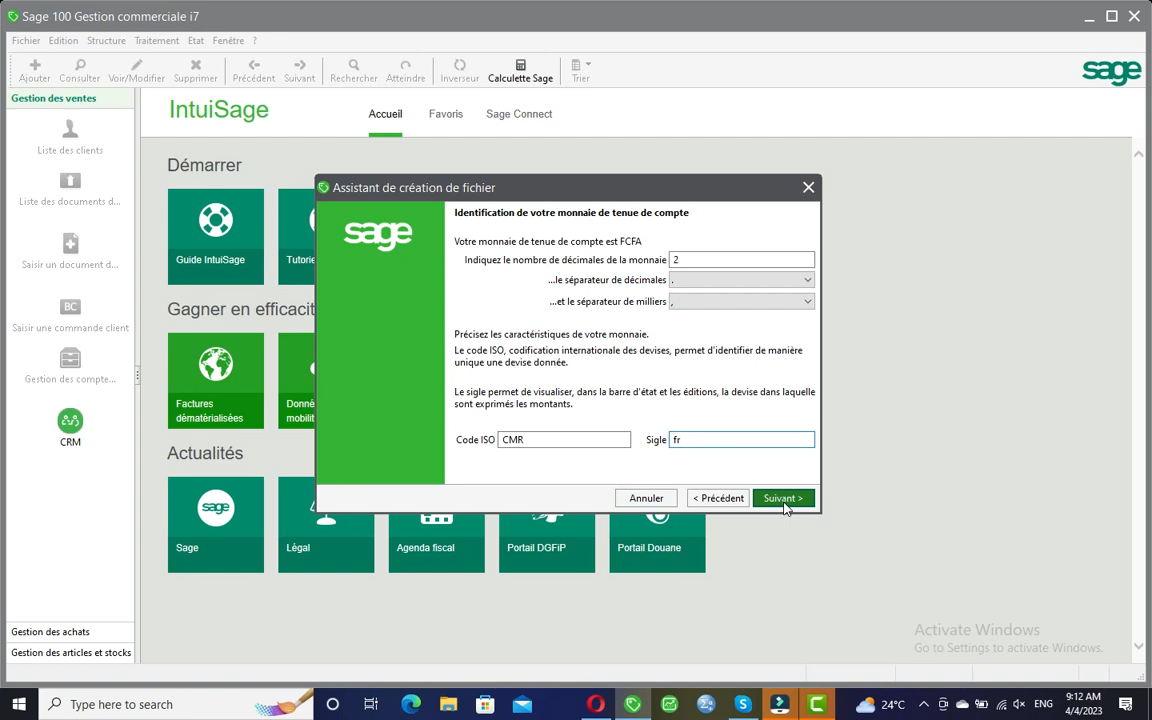 Sage 100 Gestion commerciale i7
Fichier Edition Structure Traitement Etat Fenêtre ?
Ajouter Consulter Voir/Modifier Supprimer Précédent Suivant Rechercher Atteindre Inverseur Calculette Sage Trier
sage
Gestion des ventes
IntuiSage
Accueil Favoris Sage Connect
Liste des clients
Liste des documents d...
Saisir un document d...
BC
Saisir une commande client
Gestion des compte...
CRM
Gestion des achats
Gestion des articles et stocks
Démarrer
Guide IntuiSage
Tutorie
Gagner en efficacit
Factures
dématérialisées
Donné
mobilit
Actualités
sage
Sage
Légal
Agenda fiscal
Portail DGFiP
Portail Douane
Assistant de création de fichier
sage
Identification de votre monnaie de tenue de compte
Votre monnaie de tenue de compte est FCFA
Indiquez le nombre de décimales de la monnaie 2
...le séparateur de décimales .
...et le séparateur de milliers ,
Précisez les caractéristiques de votre monnaie.
Le code ISO, codification internationale des devises, permet d'identifier de manière
unique une devise donnée.
Le sigle permet de visualiser, dans la barre d'état et les éditions, la devise dans laquelle
sont exprimés les montants.
Code ISO CMR Sigle fr
Annuler < Précédent Suivant >
Activate Windows
Go to Settings to activate Windows.
Type here to search
24°C
ENG
9:12 AM
4/4/2023